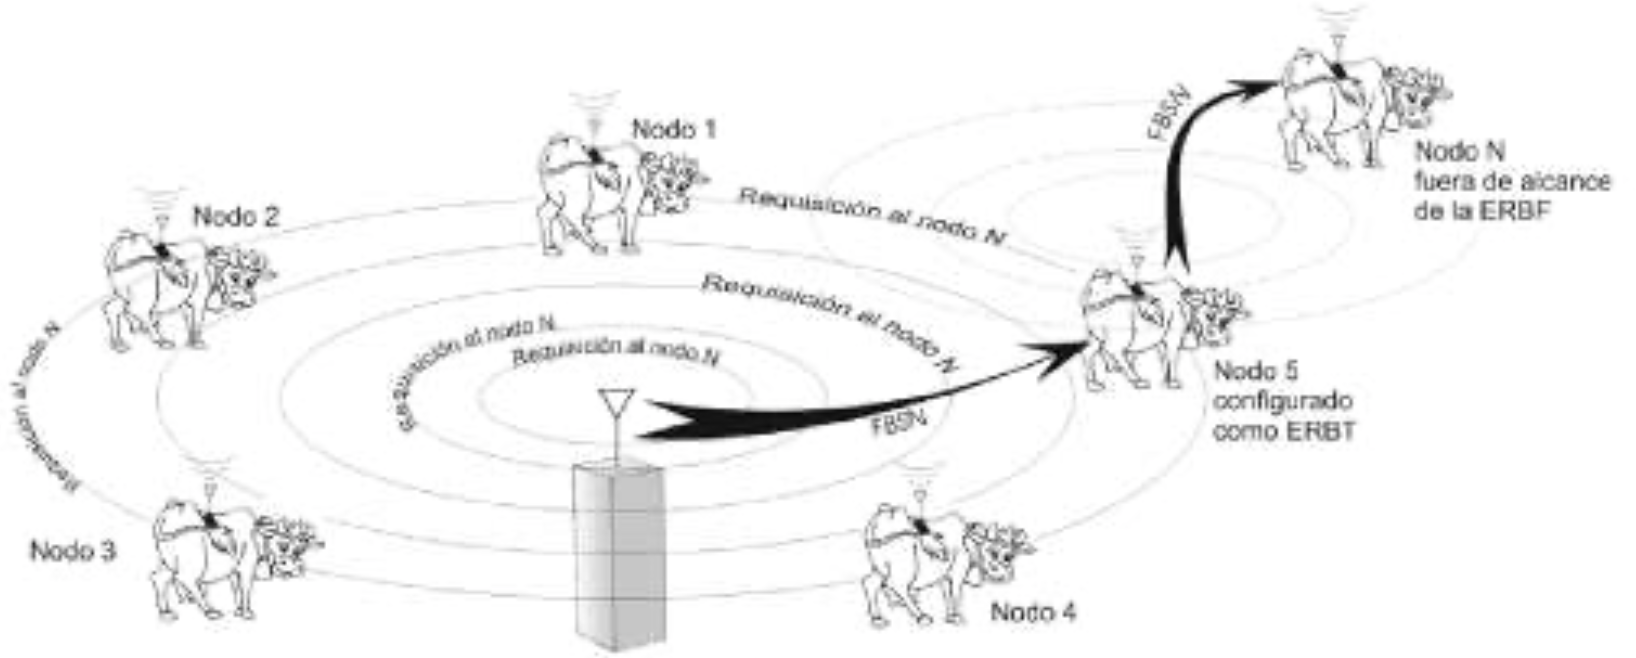 Nodo 1
Nodo 2
Nodo 3
Nodo 4
Nodo 5
configurado
como ERBT
Nodo N
fuera de alcance
de la ERBF
Requisición al nodo N
Requisición al nodo N
Requisición al nodo N
Requisición al nodo N
Requisición al nodo N
FBSN
FBSN